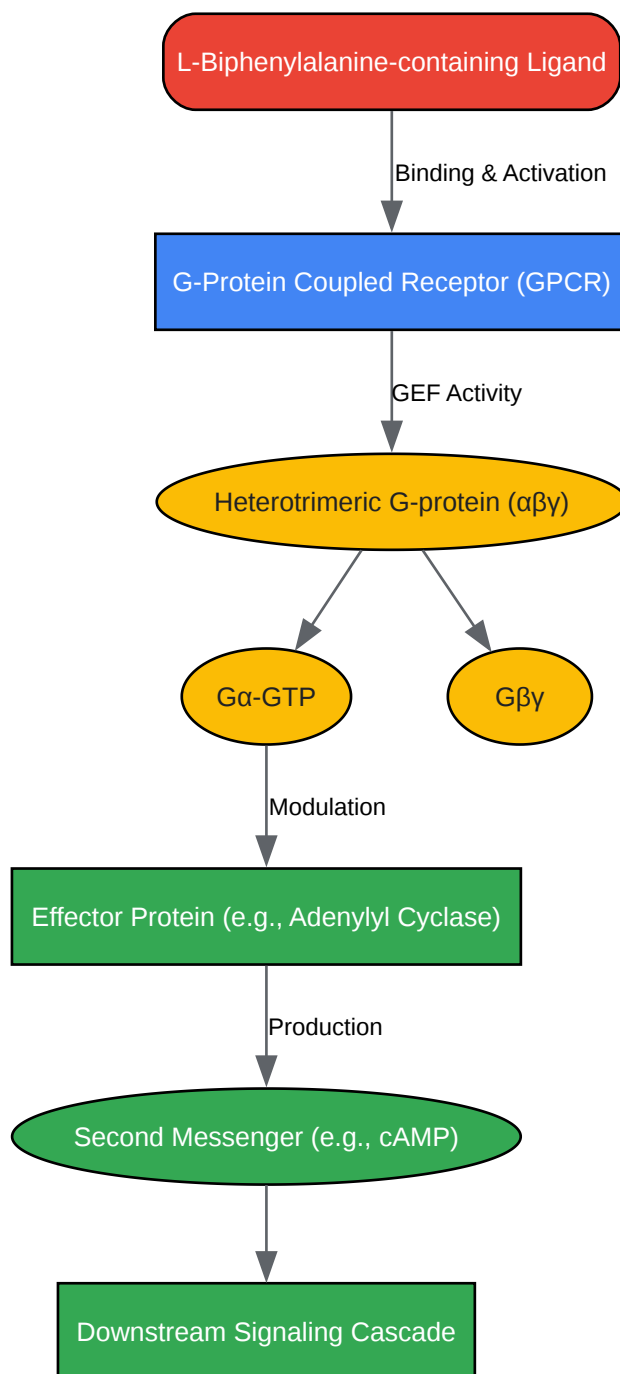 L-Biphenylalanine-containing Ligand
Binding & Activation
G-Protein Coupled Receptor (GPCR)
GEF Activity
Heterotrimeric G-protein (αβγ)
Gα-GTP
Gβγ
Modulation
Effector Protein (e.g., Adenylyl Cyclase)
Production
Second Messenger (e.g., cAMP)
Downstream Signaling Cascade